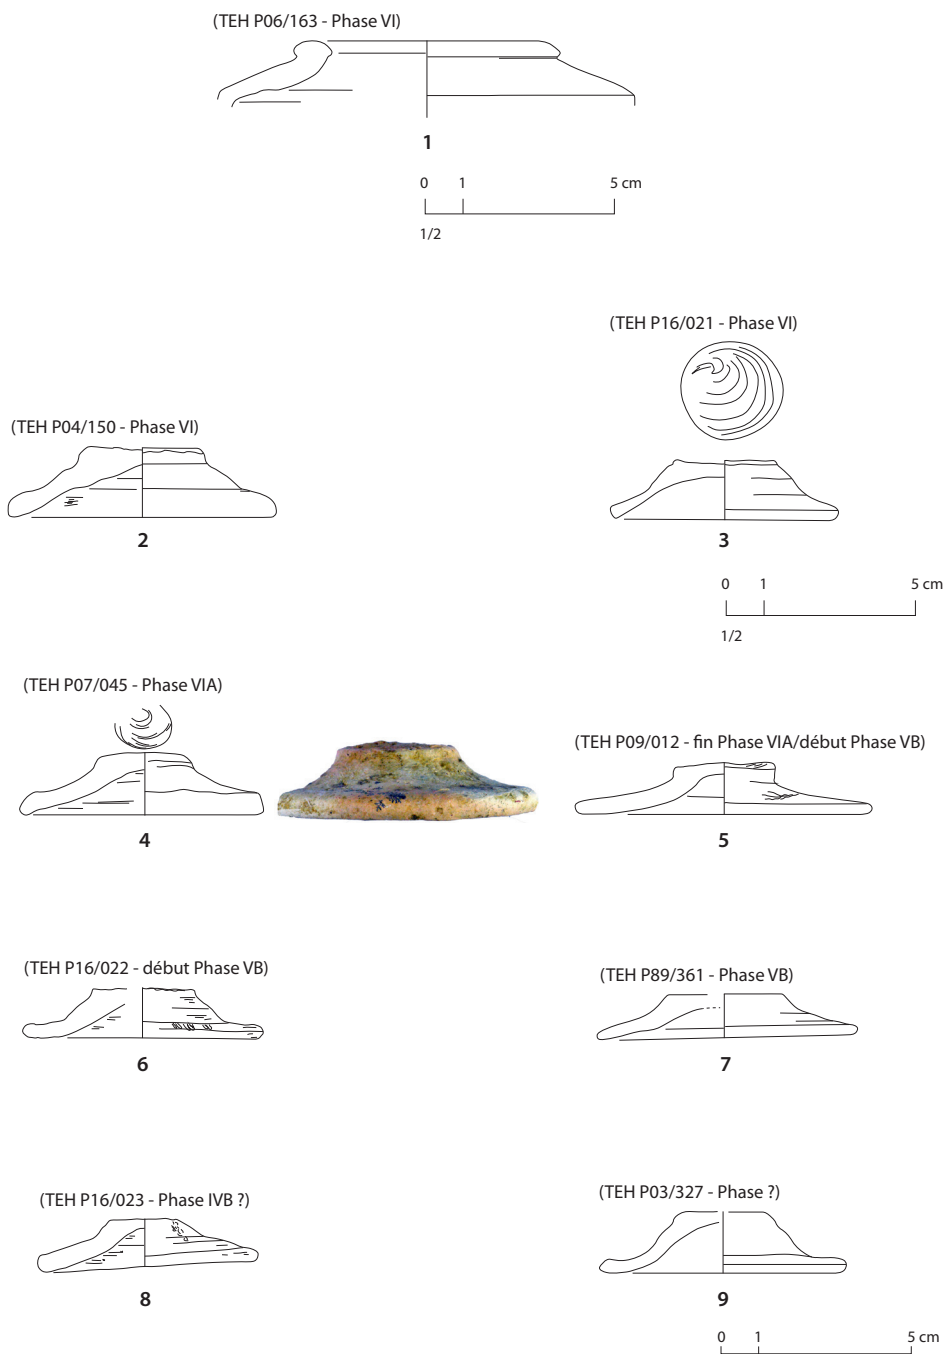 (TEH P06/163 - Phase VI)
1
0 1 5 cm
1/2
(TEH P16/021 - Phase VI)
(TEH P04/150 - Phase VI)
2
3
0 1 5 cm
1/2
(TEH P07/045 - Phase VIA)
(TEH P09/012 - fin Phase VIA/début Phase VB)
4
5
(TEH P16/022 - début Phase VB)
(TEH P89/361 - Phase VB)
6
7
(TEH P16/023 - Phase IVB ?)
(TEH P03/327 - Phase ?)
8
9
0 1 5 cm